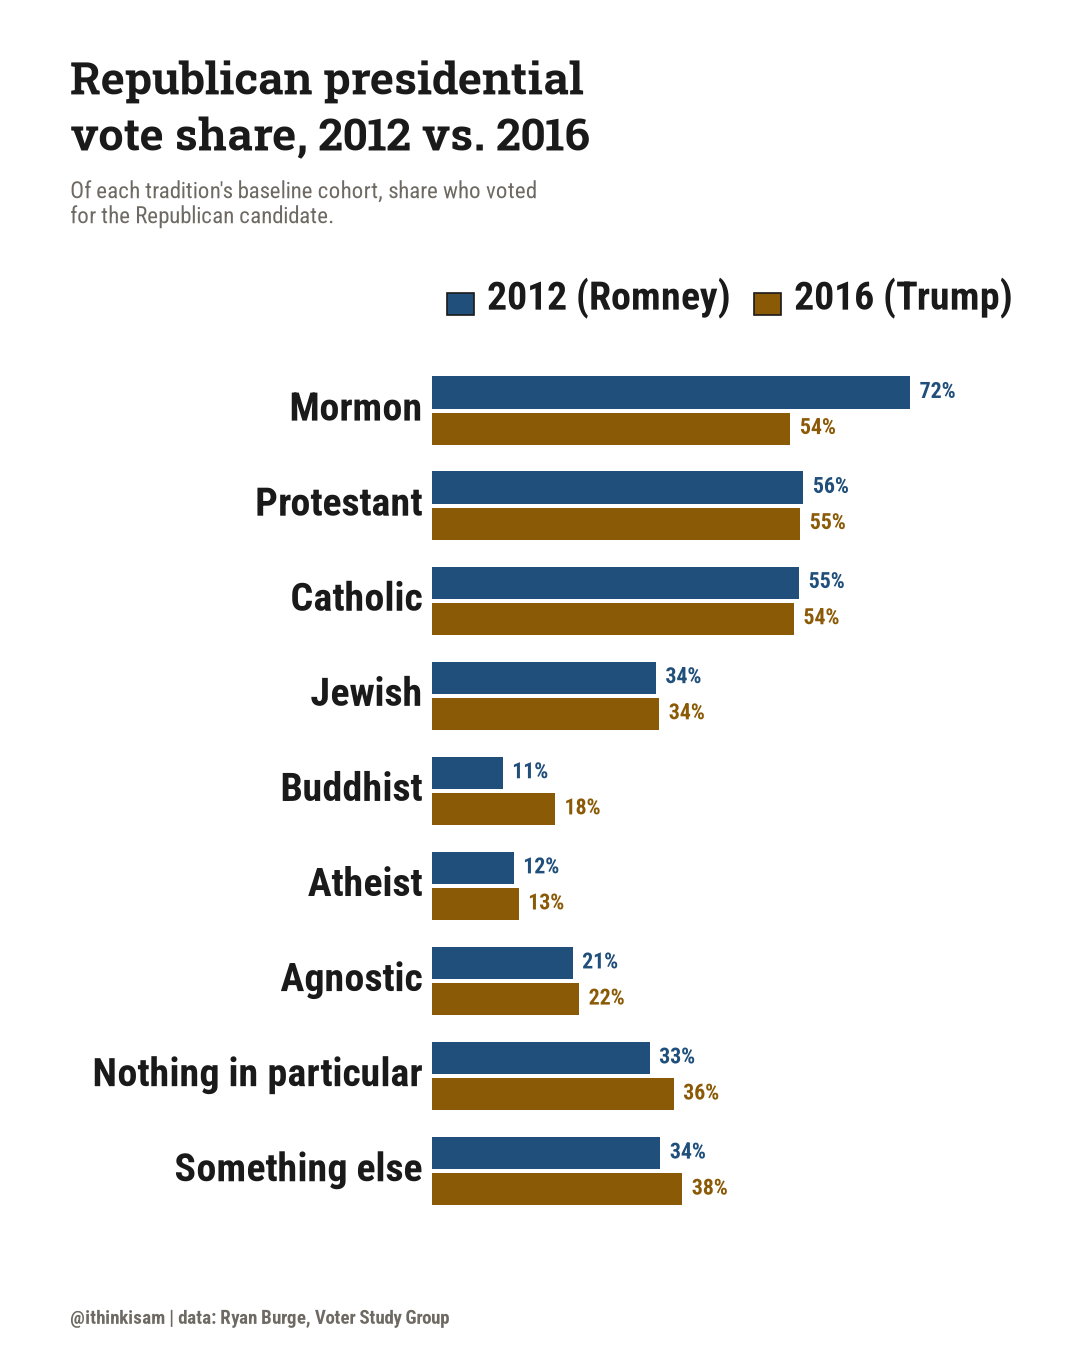 Republican presidential
vote share, 2012 vs. 2016
Of each tradition's baseline cohort, share who voted
for the Republican candidate.
2012 (Romney) 2016 (Trump)
Mormon
72%
54%
Protestant
56%
55%
Catholic
55%
54%
Jewish
34%
34%
Buddhist
11%
18%
Atheist
12%
13%
Agnostic
21%
22%
Nothing in particular
33%
36%
Something else
34%
38%
@ithinkisam | data: Ryan Burge, Voter Study Group